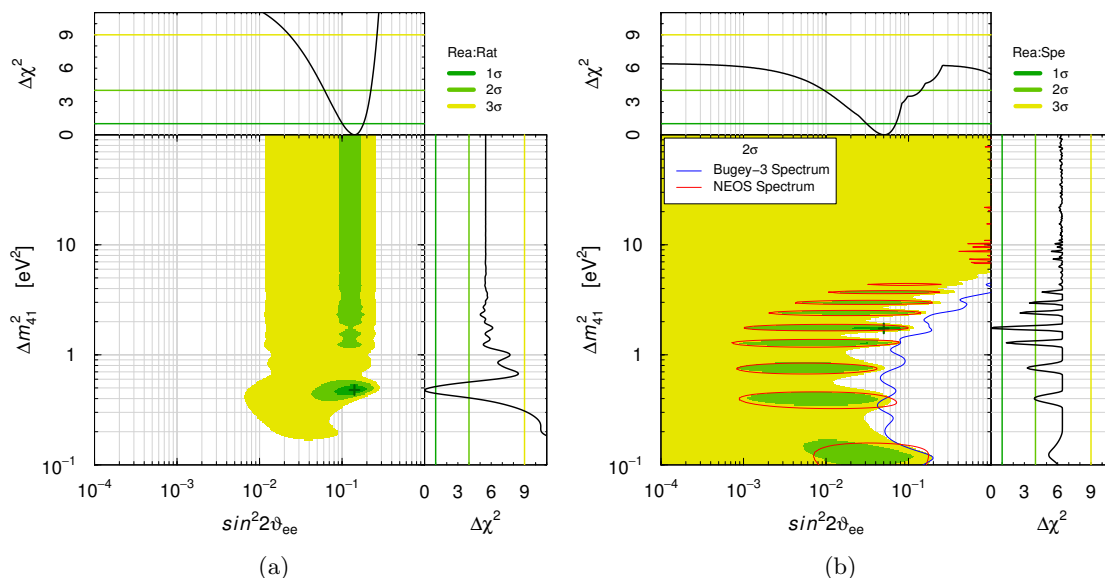 Δχ²
0 3 6 9
Rea:Rat
1σ
2σ
3σ
Δm²₄₁ [eV²]
10
1
10⁻¹
10⁻⁴ 10⁻³ 10⁻² 10⁻¹
sin²2ϑee
0 3 6 9
Δχ²
(a)
Δχ²
0 3 6 9
Rea:Spe
1σ
2σ
3σ
2σ
Bugey−3 Spectrum
NEOS Spectrum
Δm²₄₁ [eV²]
10
1
10⁻¹
10⁻⁴ 10⁻³ 10⁻² 10⁻¹
sin²2ϑee
0 3 6 9
Δχ²
(b)